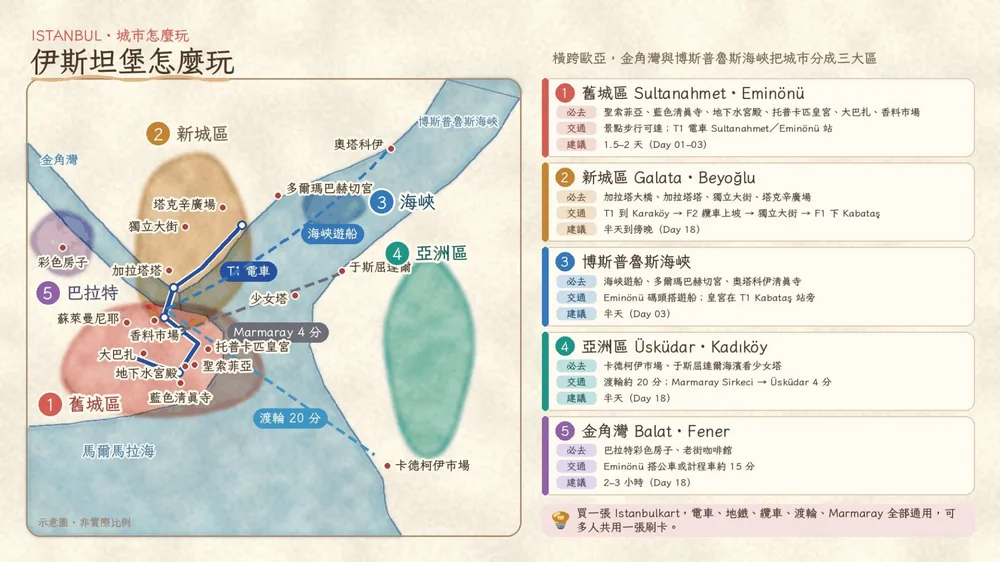 ISTANBUL・城市怎麼玩
伊斯坦堡怎麼玩
橫跨歐亞，金角灣與博斯普魯斯海峽把城市分成三大區
博斯普魯斯海峽
2 新城區
奧塔科伊
金角灣
多爾瑪巴赫切宮
塔克辛廣場
3 海峽
獨立大街
海峽遊船
4 亞洲區
彩色房子
加拉塔塔
T1 電車
于斯屈達爾
5 巴拉特
少女塔
蘇萊曼尼耶
香料市場
Marmaray 4 分
托普卡匹皇宮
大巴扎
地下水宮殿
聖索菲亞
藍色清真寺
1 舊城區
渡輪 20 分
馬爾馬拉海
卡德柯伊市場
示意圖・非實際比例
1 舊城區 Sultanahmet・Eminönü
必去 聖索菲亞、藍色清真寺、地下水宮殿、托普卡匹皇宮、大巴扎、香料市場
交通 景點步行可達；T1 電車 Sultanahmet／Eminönü 站
建議 1.5–2 天（Day 01–03）
2 新城區 Galata・Beyoğlu
必去 加拉塔大橋、加拉塔塔、獨立大街、塔克辛廣場
交通 T1 到 Karaköy → F2 纜車上坡 → 獨立大街 → F1 下 Kabataş
建議 半天到傍晚（Day 18）
3 博斯普魯斯海峽
必去 海峽遊船、多爾瑪巴赫切宮、奧塔科伊清真寺
交通 Eminönü 碼頭搭遊船；皇宮在 T1 Kabataş 站旁
建議 半天（Day 03）
4 亞洲區 Üsküdar・Kadıköy
必去 卡德柯伊市場、于斯屈達爾海濱看少女塔
交通 渡輪約 20 分；Marmaray Sirkeci → Üsküdar 4 分
建議 半天（Day 18）
5 金角灣 Balat・Fener
必去 巴拉特彩色房子、老街咖啡館
交通 Eminönü 搭公車或計程車約 15 分
建議 2–3 小時（Day 18）
買一張 Istanbulkart，電車、地鐵、纜車、渡輪、Marmaray 全部通用，可
多人共用一張刷卡。